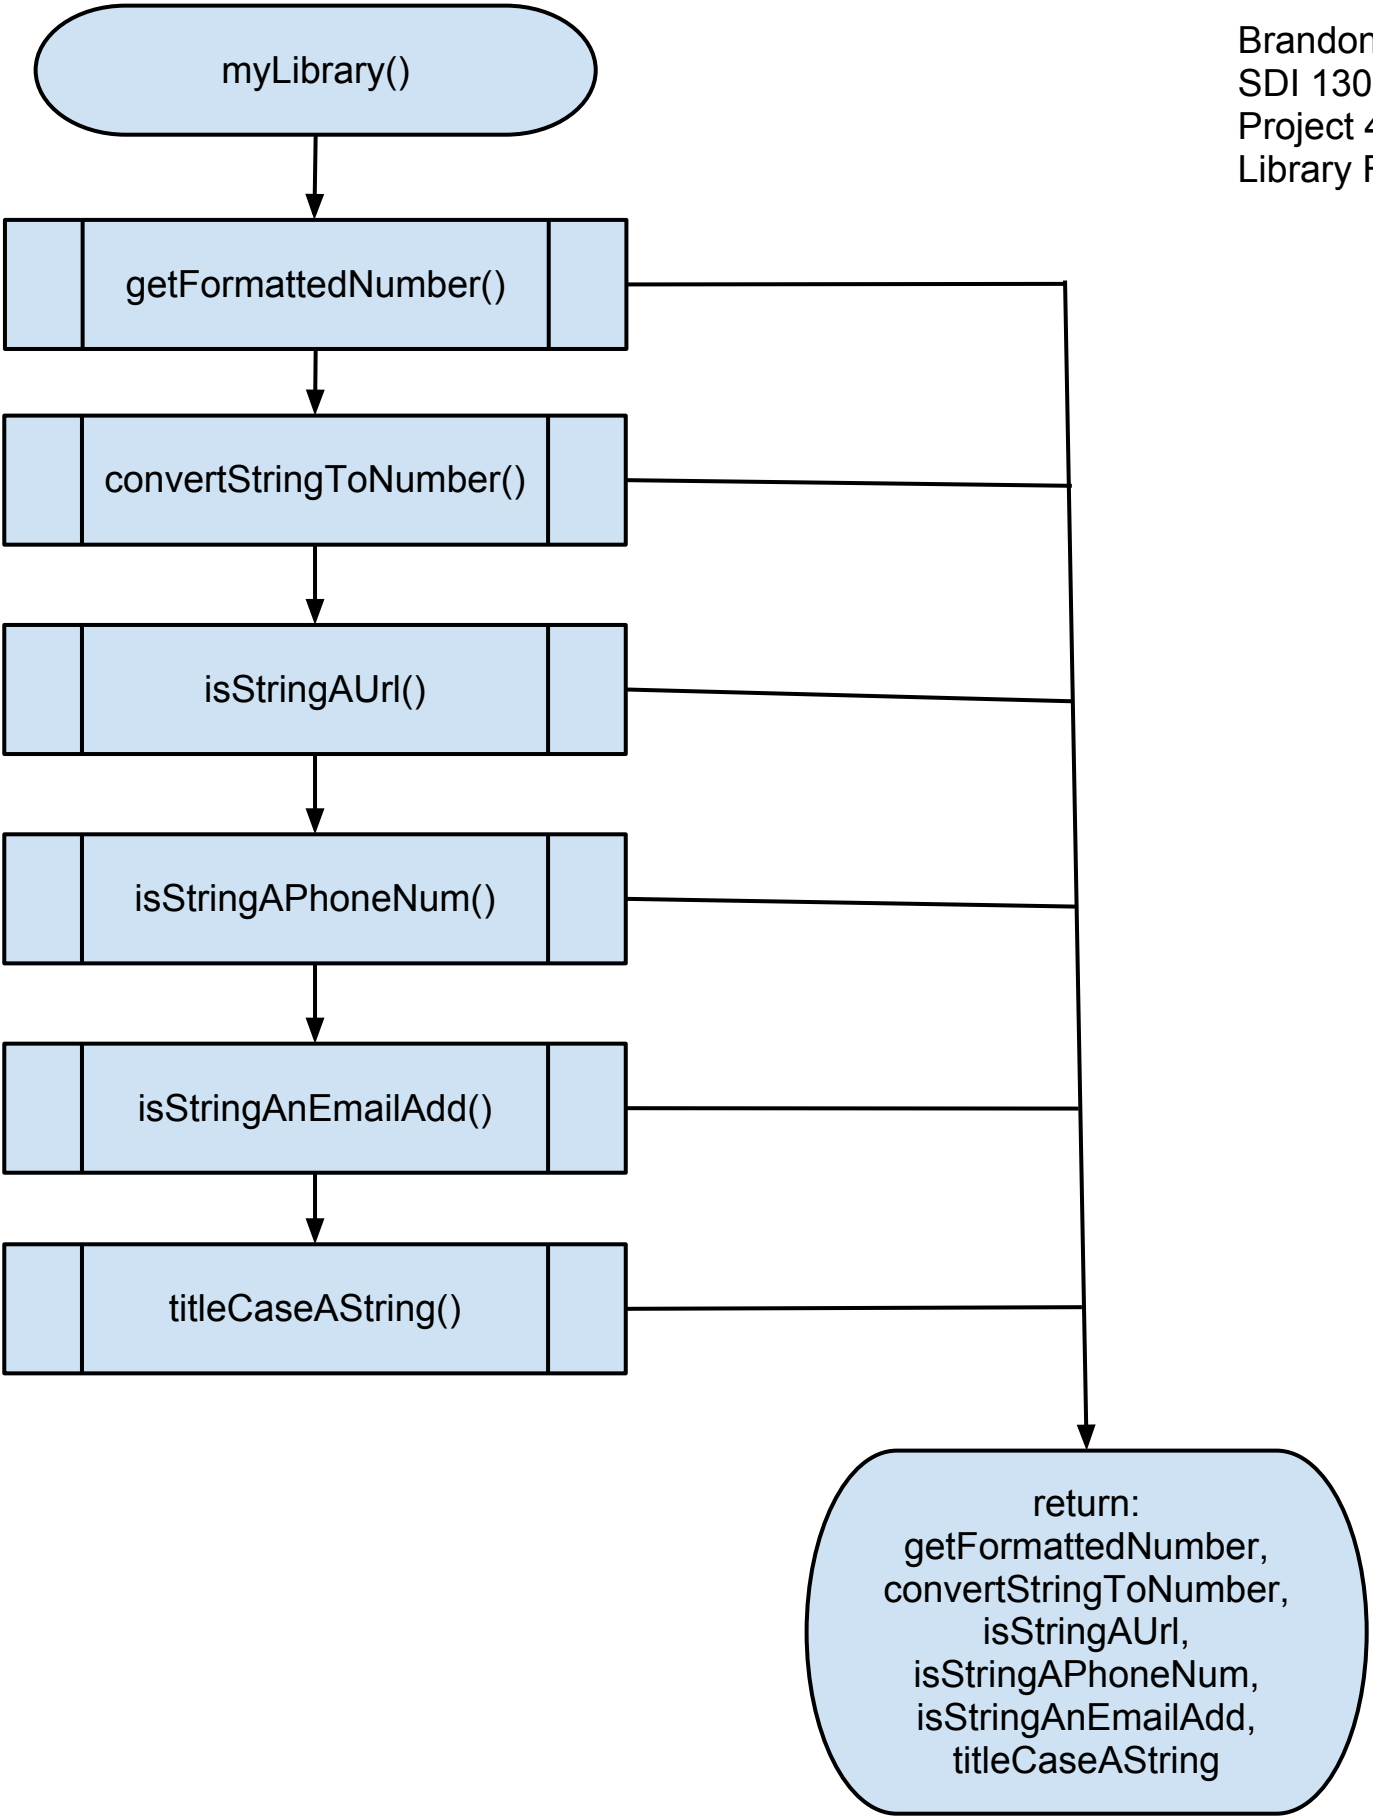 myLibrary()
Brandon
SDI 130
Project 4
Library
getFormattedNumber()
convertStringToNumber()
isStringAUrl()
isStringAPhoneNum()
isStringAnEmailAdd()
titleCaseAString()
return:
getFormattedNumber,
convertStringToNumber,
isStringAUrl,
isStringAPhoneNum,
isStringAnEmailAdd,
titleCaseAString